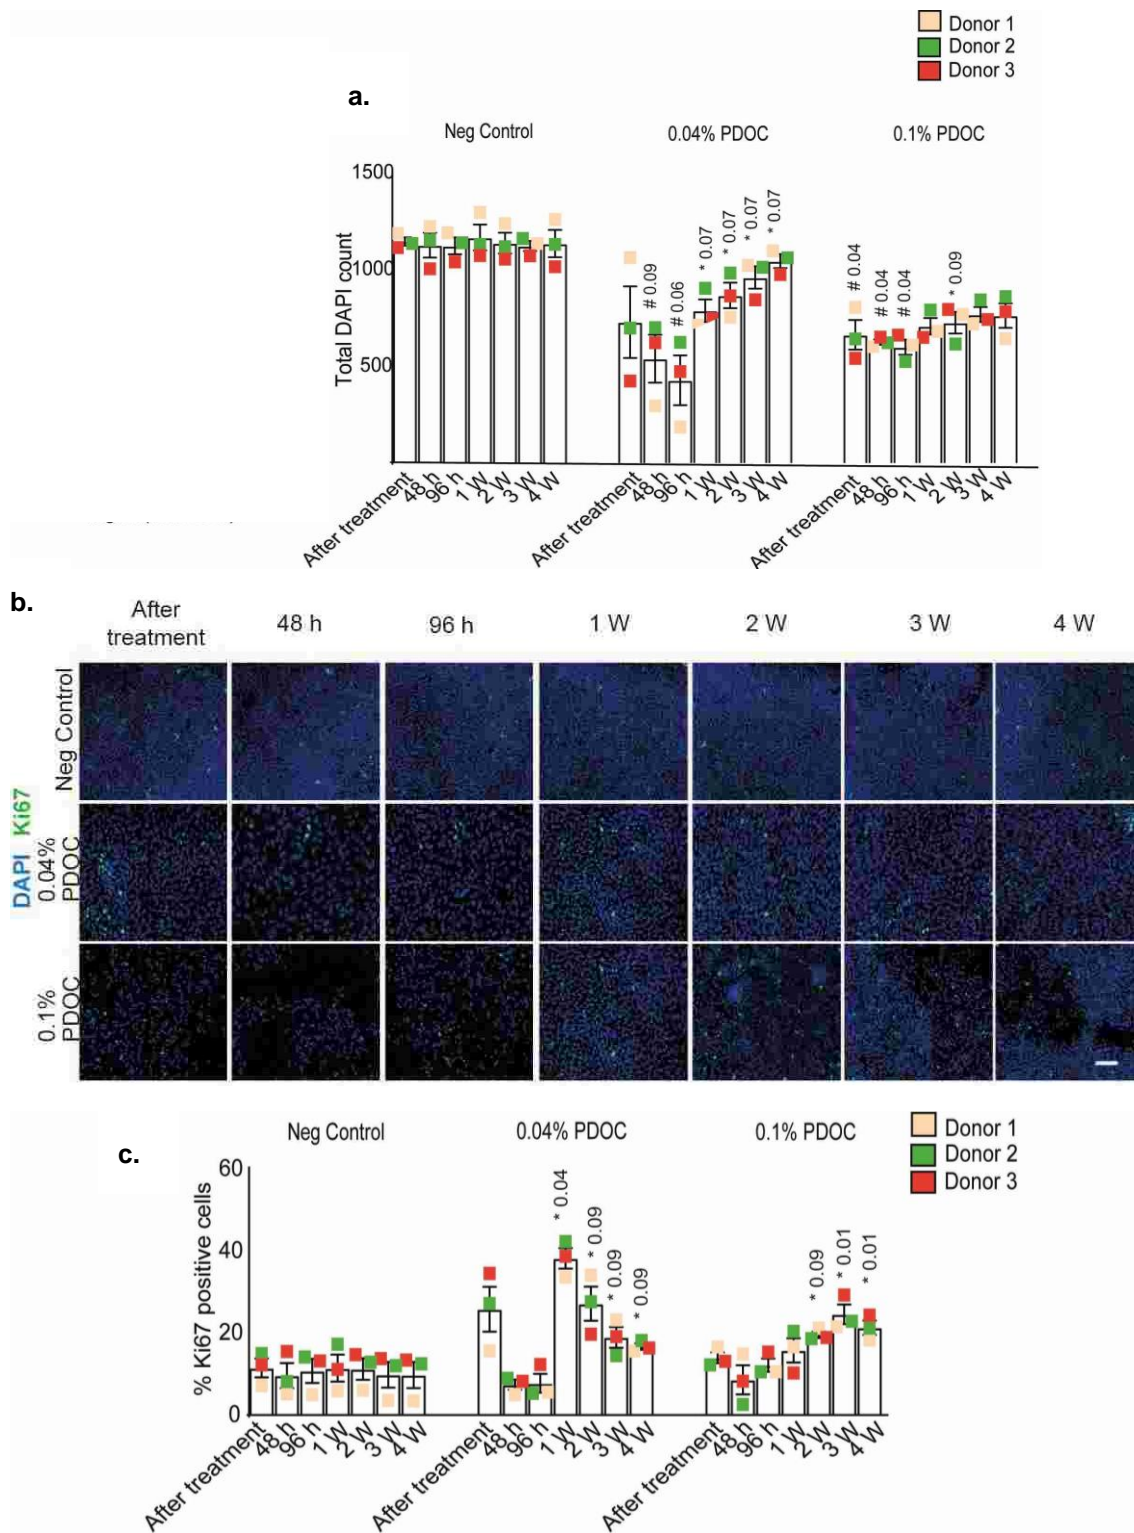 Donor 1
Donor 2
Donor 3
a.
Neg Control
0.04% PDOC
0.1% PDOC
Total DAPI count
1500
1000
500
# 0.09
# 0.06
* 0.07
* 0.07
* 0.07
* 0.07
# 0.04
# 0.04
# 0.04
* 0.09
After treatment
48 h
96 h
1 W
2 W
3 W
4 W
After treatment
48 h
96 h
1 W
2 W
3 W
4 W
After treatment
48 h
96 h
1 W
2 W
3 W
4 W
b.
After
treatment
48 h
96 h
1 W
2 W
3 W
4 W
DAPI Ki67
Neg Control
0.04%
PDOC
0.1%
PDOC
c.
Neg Control
0.04% PDOC
0.1% PDOC
Donor 1
Donor 2
Donor 3
% Ki67 positive cells
60
40
20
0
* 0.04
* 0.09
* 0.09
* 0.09
* 0.09
* 0.01
* 0.01
After treatment
48 h
96 h
1 W
2 W
3 W
4 W
After treatment
48 h
96 h
1 W
2 W
3 W
4 W
After treatment
48 h
96 h
1 W
2 W
3 W
4 W